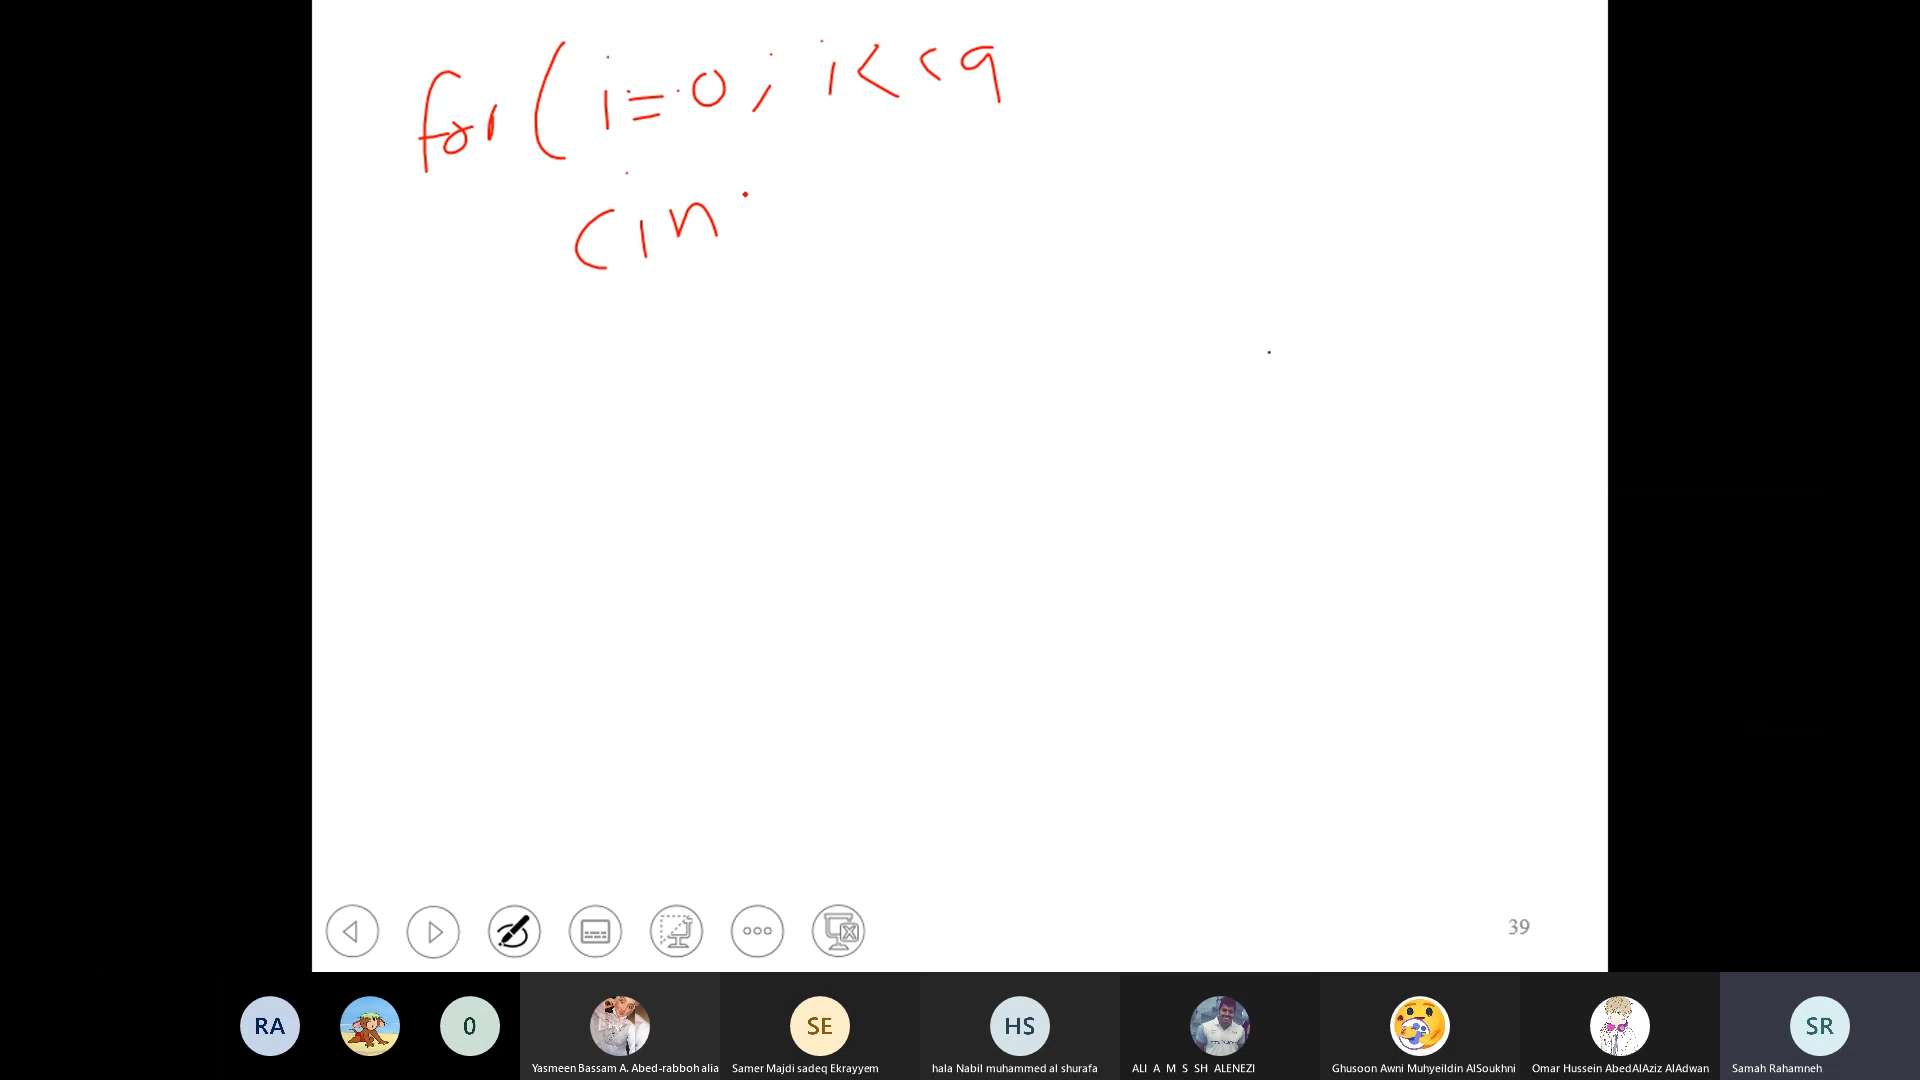 for ( i=0; i< cq
cin
39
RA
0
SE
HS
SR
Yasmeen Bassam A. Abed-rabboh alia
Samer Majdi sadeq Ekrayyem
hala Nabil muhammed al shurafa
ALI A M S SH ALENEZI
Ghusoon Awni Muhyeildin AlSoukhni
Omar Hussein AbedAlAziz AlAdwan
Samah Rahamneh